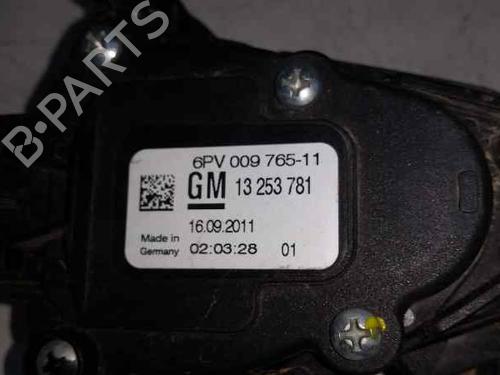 B-PARTS
6PV 009 765-11
GM 13 253 781
16.09.2011
Made in
Germany 02:03:28 01